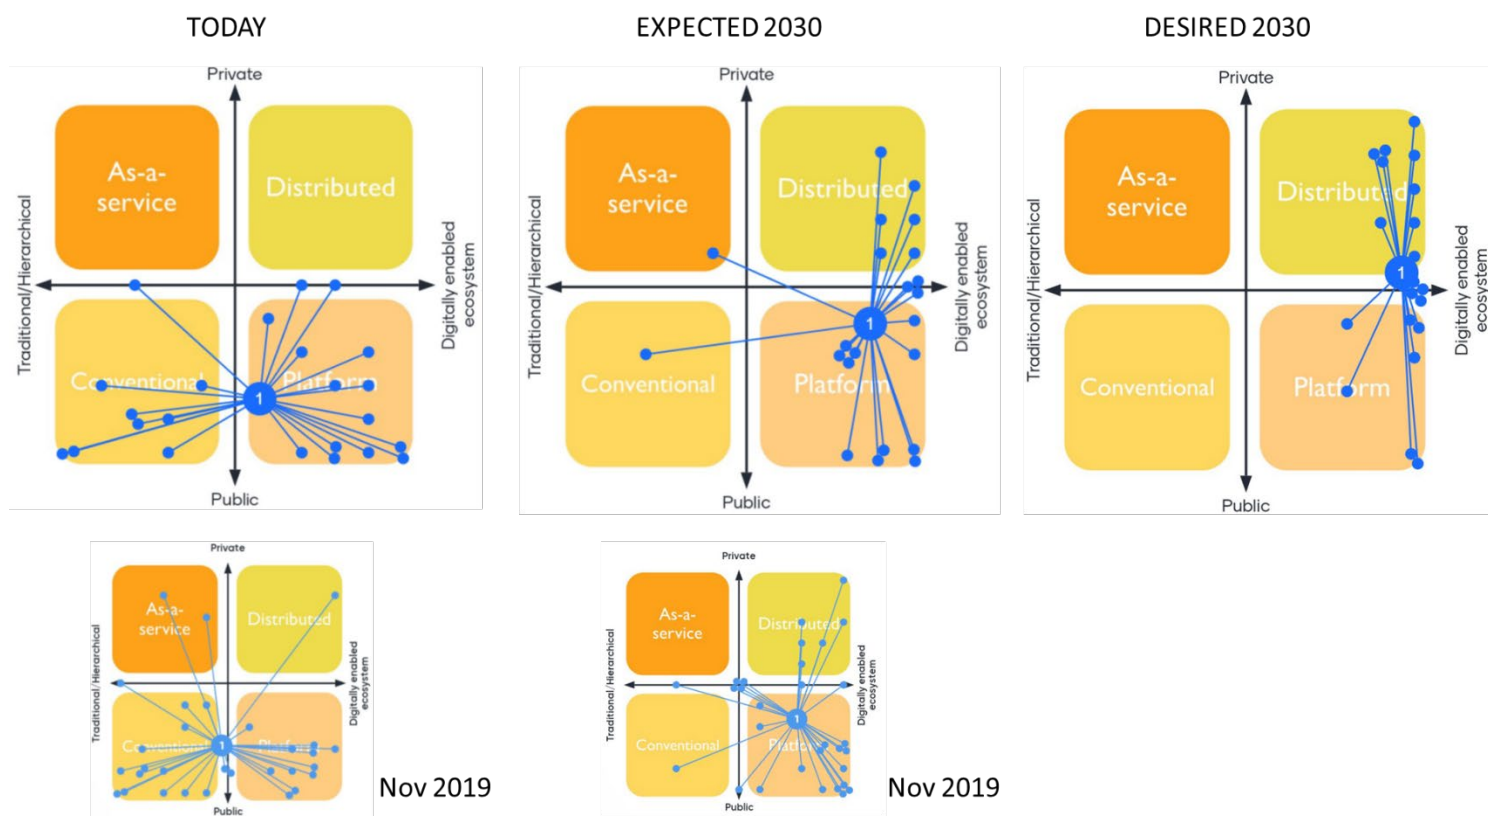 TODAY
EXPECTED 2030
DESIRED 2030
Private
As-a-
service
Distributed
Traditional/Hierarchical
Digitally enabled
ecosystem
Conventional
Platform
1
Public
Private
As-a-
service
Distributed
Traditional/Hierarchical
Digitally enabled
ecosystem
Conventional
Platform
1
Public
Private
As-a-
service
Distributed
Traditional/Hierarchical
Digitally enabled
ecosystem
Conventional
Platform
1
Public
Private
As-a-
service
Distributed
Traditional/Hierarchical
Digitally enabled
ecosystem
Conventional
Platform
1
Public
Nov 2019
Private
As-a-
service
Distributed
Traditional/Hierarchical
Digitally enabled
ecosystem
Conventional
Platform
1
Public
Nov 2019